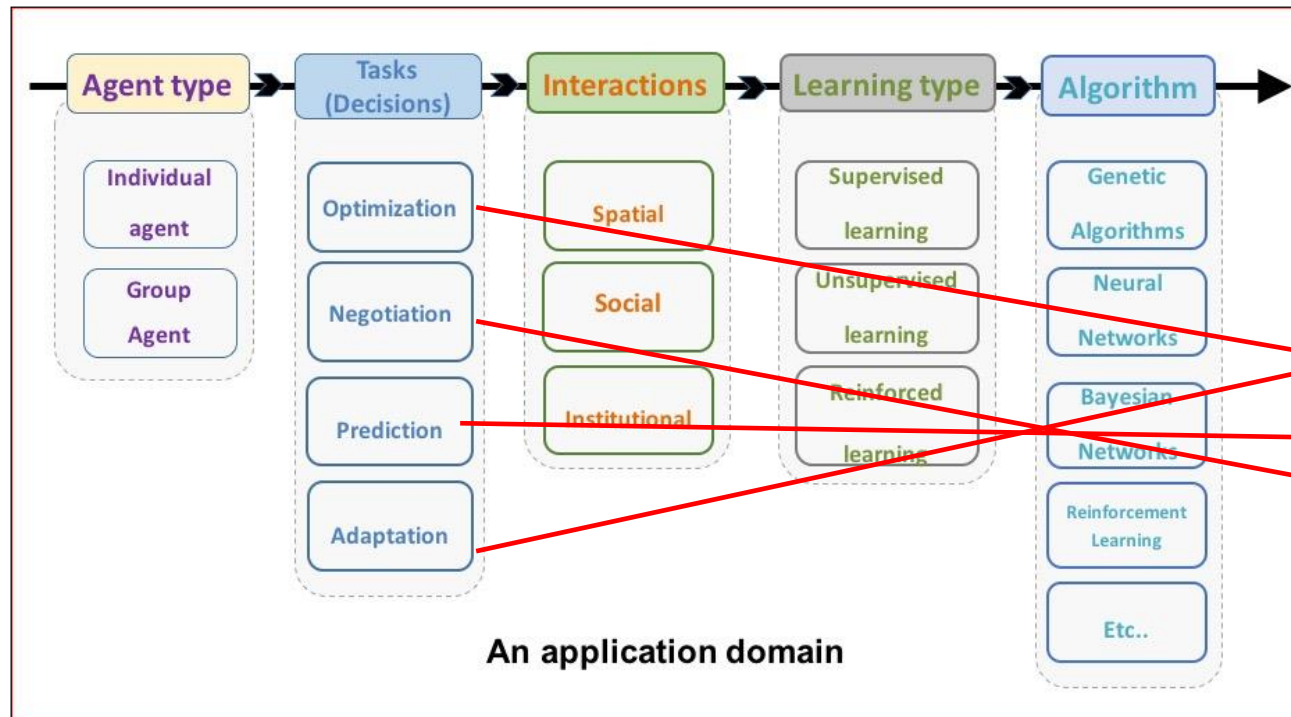 Agent type
Individual
agent
Group
Agent
Tasks
(Decisions)
Optimization
Negotiation
Prediction
Adaptation
Interactions
Spatial
Social
Institutional
Learning type
Supervised
learning
Unsupervised
learning
Reinforced
learning
Algorithm
Genetic
Algorithms
Neural
Networks
Bayesian
Networks
Reinforcement
Learning
Etc..
An application domain